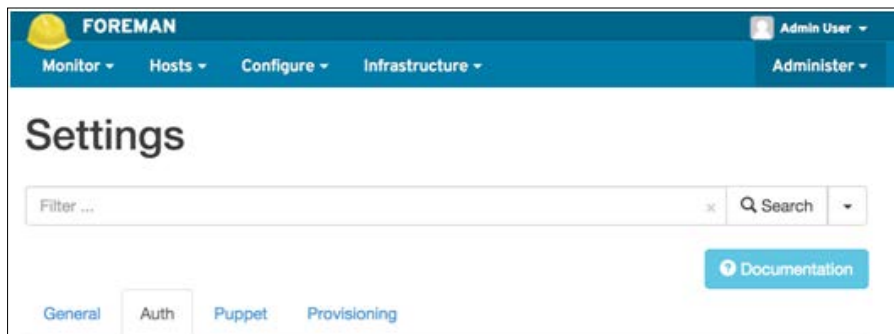 FOREMAN Admin User
Monitor Hosts Configure Infrastructure Administer
Settings
Filter ... × Search
Documentation
General Auth Puppet Provisioning